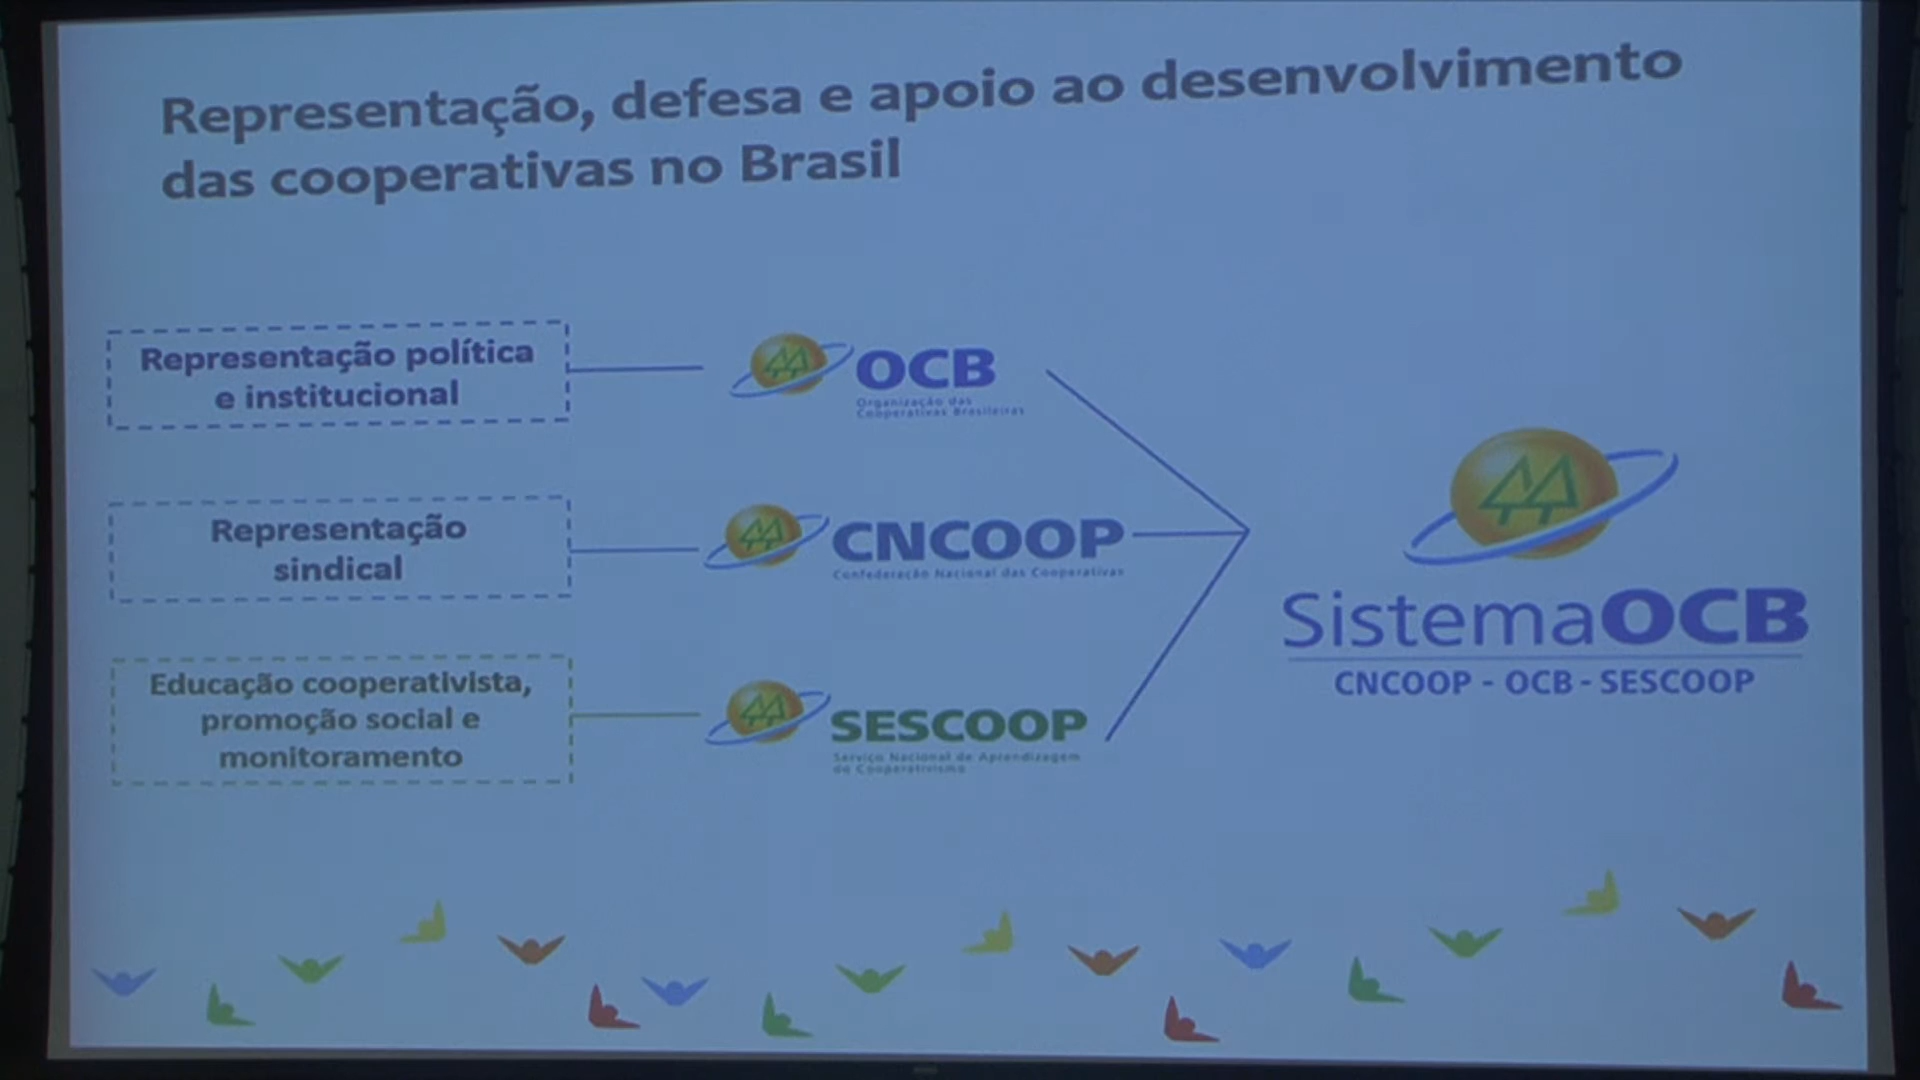 Representação, defesa e apoio ao desenvolvimento
das cooperativas no Brasil
Representação política
e institucional
OCB
Organização das
Cooperativas Brasileiras
Representação
sindical
CNCOOP
Confederação Nacional das Cooperativas
Educação cooperativista,
promoção social e
monitoramento
SESCOOP
Serviço Nacional de Aprendizagem
do Cooperativismo
SistemaOCB
CNCOOP - OCB - SESCOOP